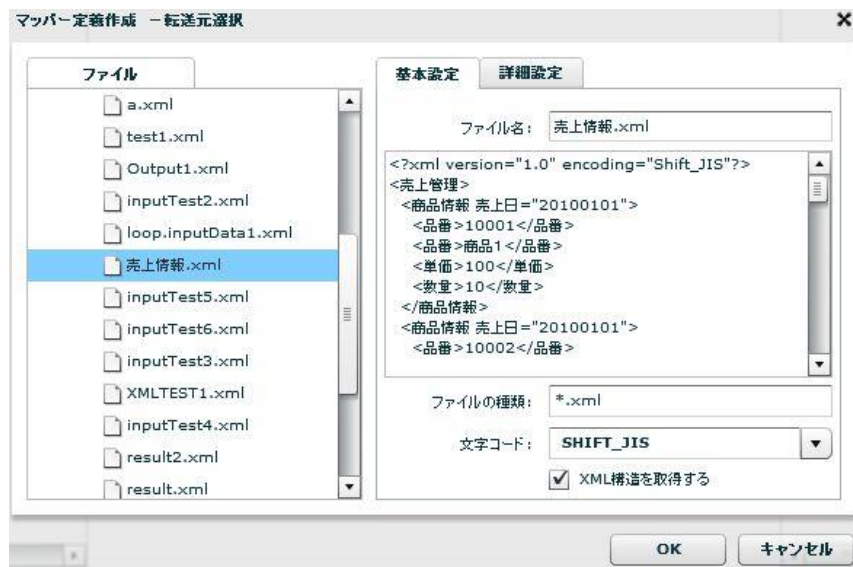 マッパー定義作成 －転送元選択
ファイル
a.xml
test1.xml
Output1.xml
inputTest2.xml
loop.inputData1.xml
売上情報.xml
inputTest5.xml
inputTest6.xml
inputTest3.xml
XMLTEST1.xml
inputTest4.xml
result2.xml
result.xml
基本設定 詳細設定
ファイル名: 売上情報.xml
<?xml version="1.0" encoding="Shift_JIS"?>
<売上管理>
<商品情報 売上日="20100101">
<品番>10001</品番>
<品番>商品1</品番>
<単価>100</単価>
<数量>10</数量>
</商品情報>
<商品情報 売上日="20100101">
<品番>10002</品番>
ファイルの種類: *.xml
文字コード: SHIFT_JIS
XML構造を取得する
OK キャンセル